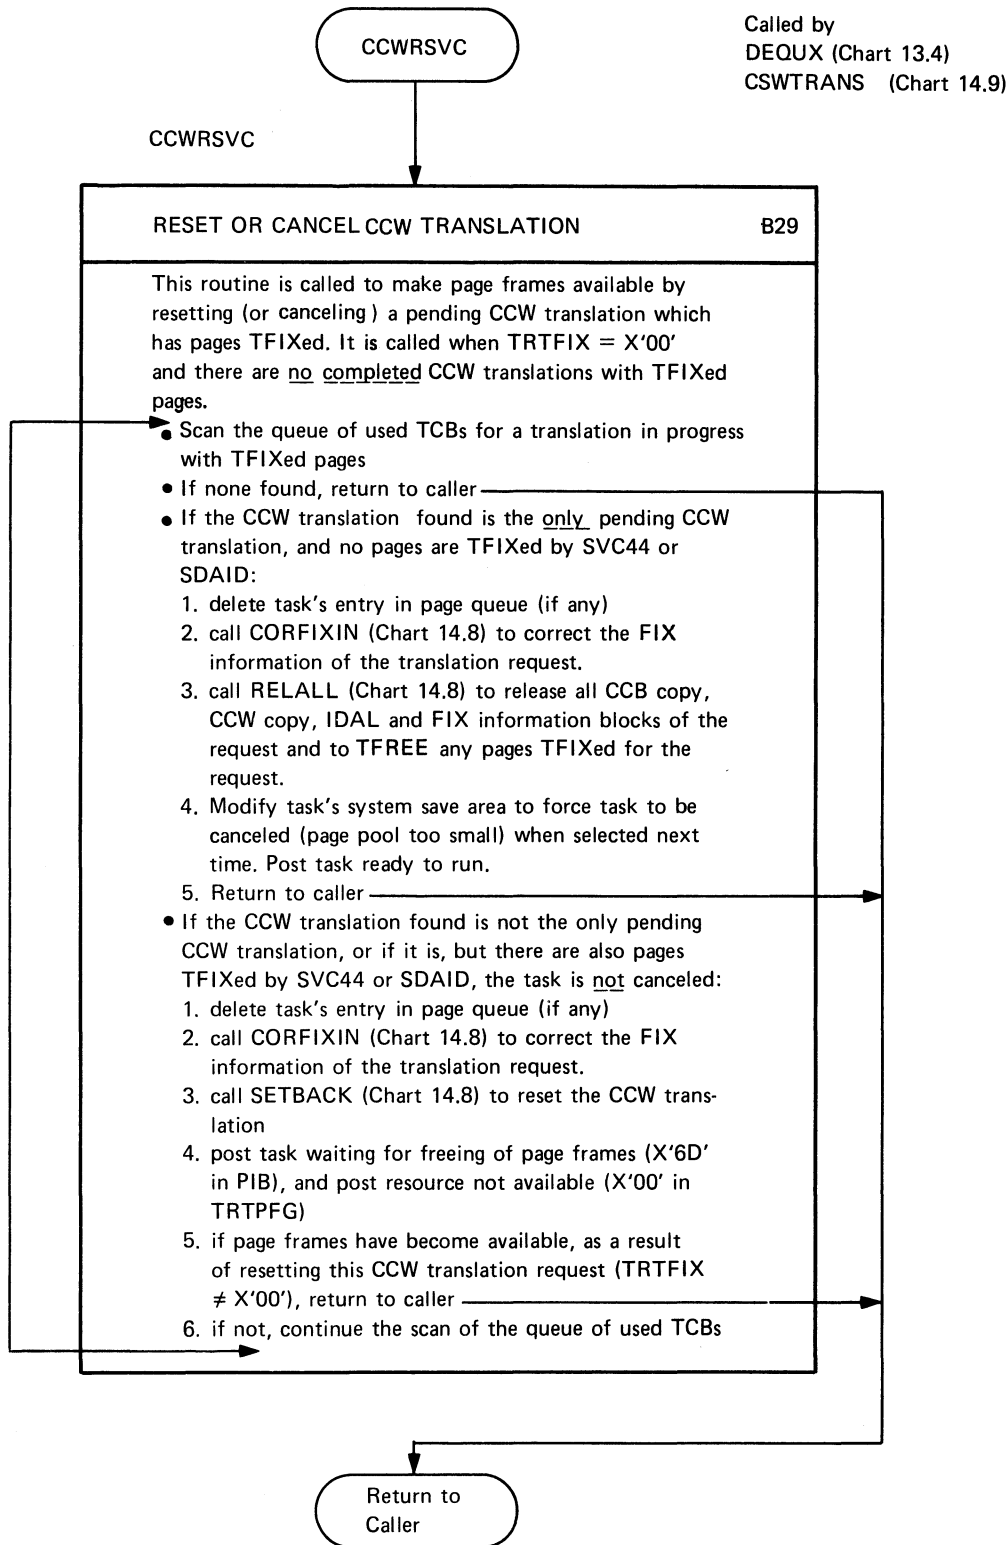 CCWRSVC
Called by
DEQUX (Chart 13.4)
CSWTRANS (Chart 14.9)
CCWRSVC
RESET OR CANCEL CCW TRANSLATION B29
This routine is called to make page frames available by
resetting (or canceling ) a pending CCW translation which
has pages TFIXed. It is called when TRTFIX = X'00'
and there are no completed CCW translations with TFIXed
pages.
• Scan the queue of used TCBs for a translation in progress
with TFIXed pages
• If none found, return to caller
• If the CCW translation found is the only pending CCW
translation, and no pages are TFIXed by SVC44 or
SDAID:
1. delete task's entry in page queue (if any)
2. call CORFIXIN (Chart 14.8) to correct the FIX
information of the translation request.
3. call RELALL (Chart 14.8) to release all CCB copy,
CCW copy, IDAL and FIX information blocks of the
request and to TFREE any pages TFIXed for the
request.
4. Modify task's system save area to force task to be
canceled (page pool too small) when selected next
time. Post task ready to run.
5. Return to caller
• If the CCW translation found is not the only pending
CCW translation, or if it is, but there are also pages
TFIXed by SVC44 or SDAID, the task is not canceled:
1. delete task's entry in page queue (if any)
2. call CORFIXIN (Chart 14.8) to correct the FIX
information of the translation request.
3. call SETBACK (Chart 14.8) to reset the CCW trans-
lation
4. post task waiting for freeing of page frames (X'6D'
in PIB), and post resource not available (X'00' in
TRTPFG)
5. if page frames have become available, as a result
of resetting this CCW translation request (TRTFIX
≠ X'00'), return to caller
6. if not, continue the scan of the queue of used TCBs
Return to
Caller